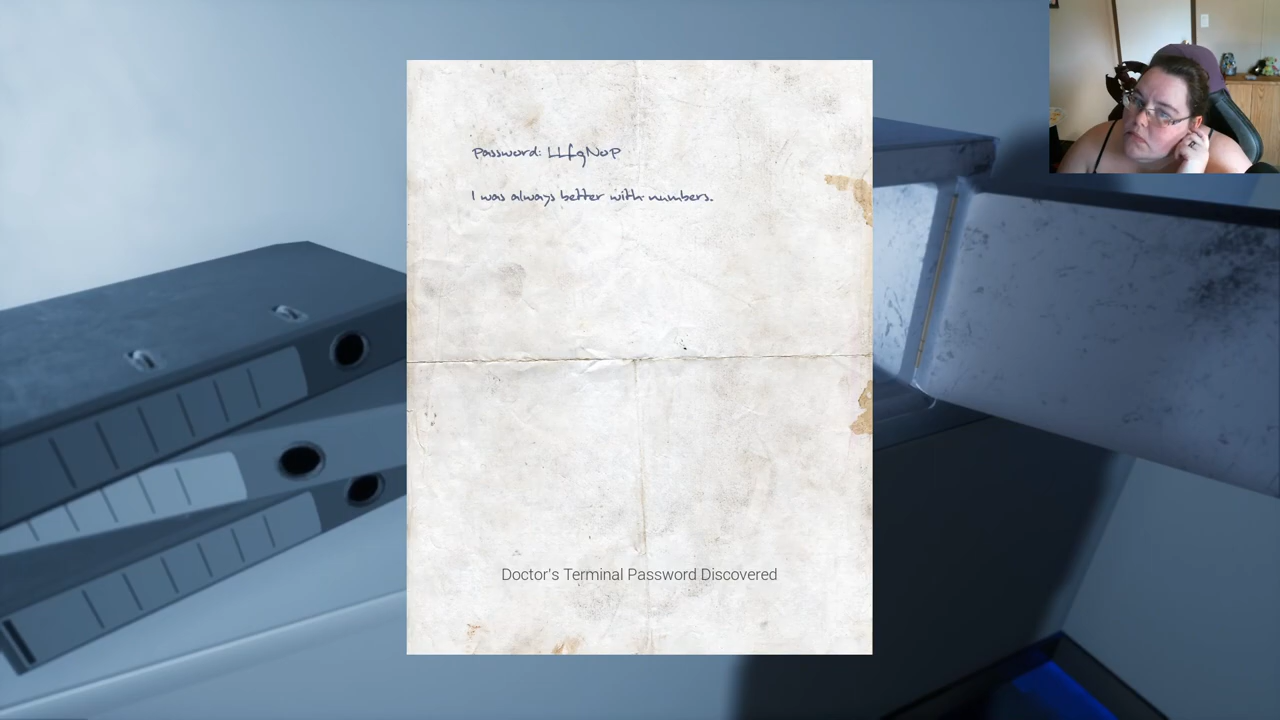 Password: LLfgNoP
I was always better with numbers.
Doctor's Terminal Password Discovered